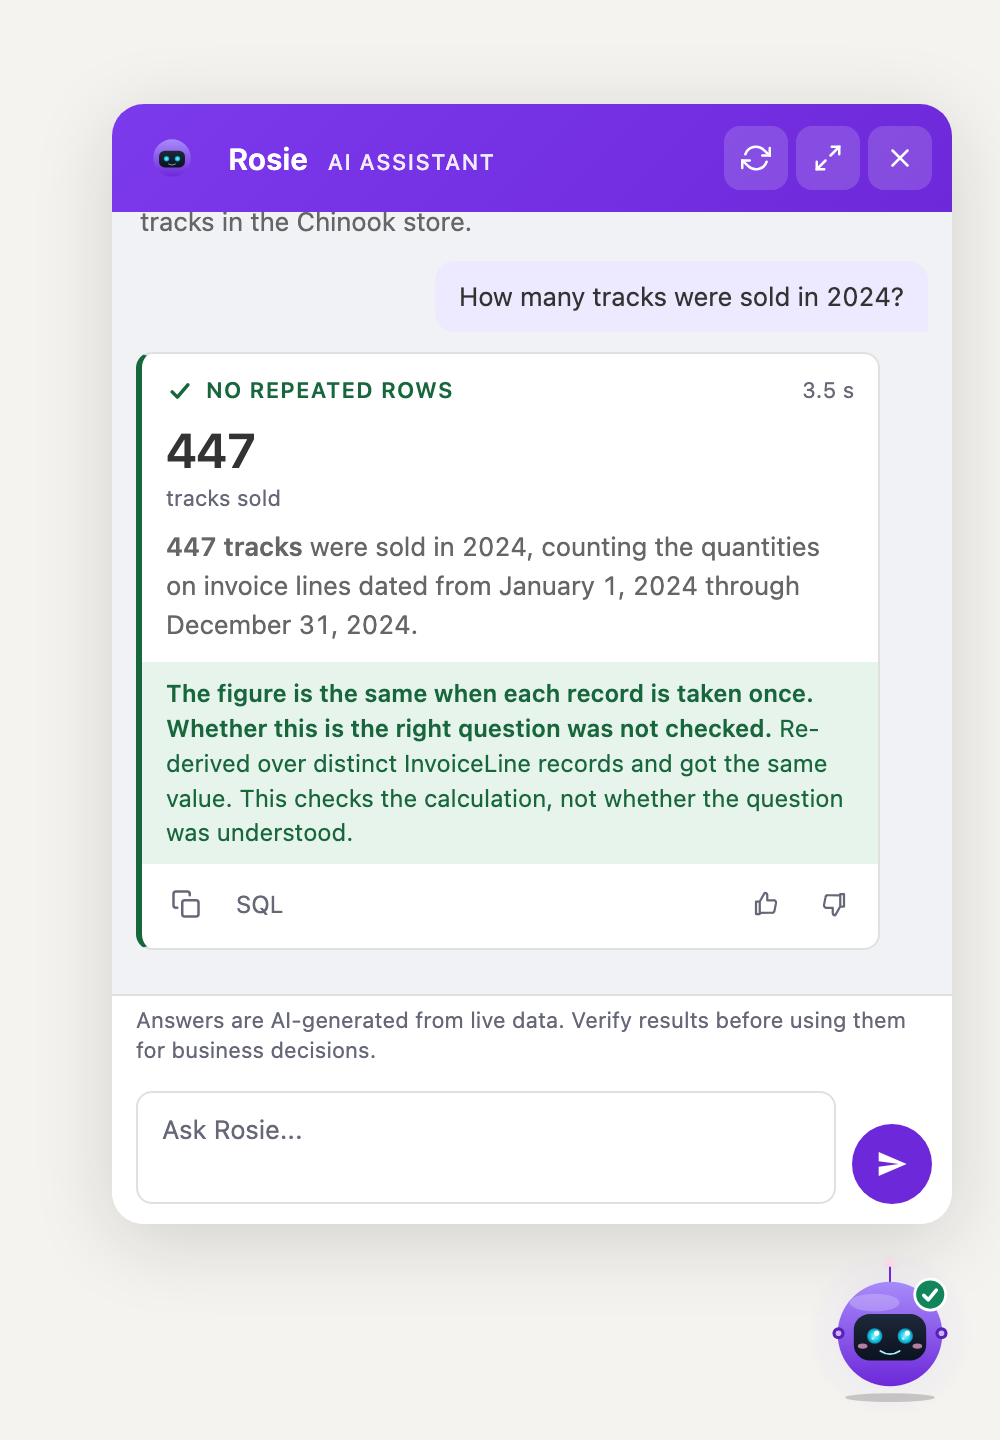 Rosie AI ASSISTANT
tracks in the Chinook store.
How many tracks were sold in 2024?
NO REPEATED ROWS 3.5 s
447
tracks sold
447 tracks were sold in 2024, counting the quantities
on invoice lines dated from January 1, 2024 through
December 31, 2024.
The figure is the same when each record is taken once.
Whether this is the right question was not checked. Re-
derived over distinct InvoiceLine records and got the same
value. This checks the calculation, not whether the question
was understood.
SQL
Answers are AI-generated from live data. Verify results before using them
for business decisions.
Ask Rosie...